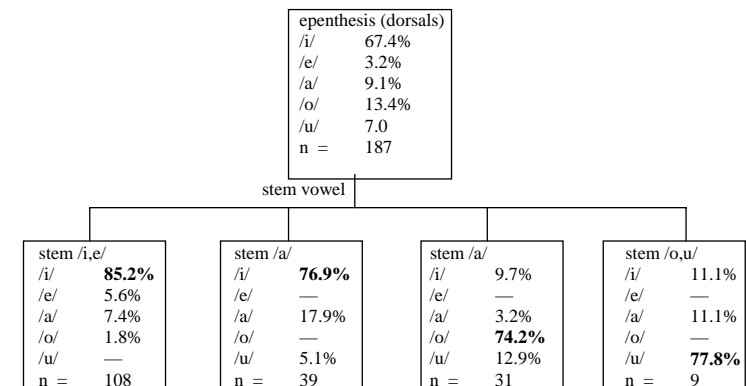 epenthesis (dorsals)
/i/ 67.4%
/e/ 3.2%
/a/ 9.1%
/o/ 13.4%
/u/ 7.0
n = 187
stem vowel
stem /i,e/
/i/ 85.2%
/e/ 5.6%
/a/ 7.4%
/o/ 1.8%
/u/ —
n = 108
stem /a/
/i/ 76.9%
/e/ —
/a/ 17.9%
/o/ —
/u/ 5.1%
n = 39
stem /a/
/i/ 9.7%
/e/ —
/a/ 3.2%
/o/ 74.2%
/u/ 12.9%
n = 31
stem /o,u/
/i/ 11.1%
/e/ —
/a/ 11.1%
/o/ —
/u/ 77.8%
n = 9